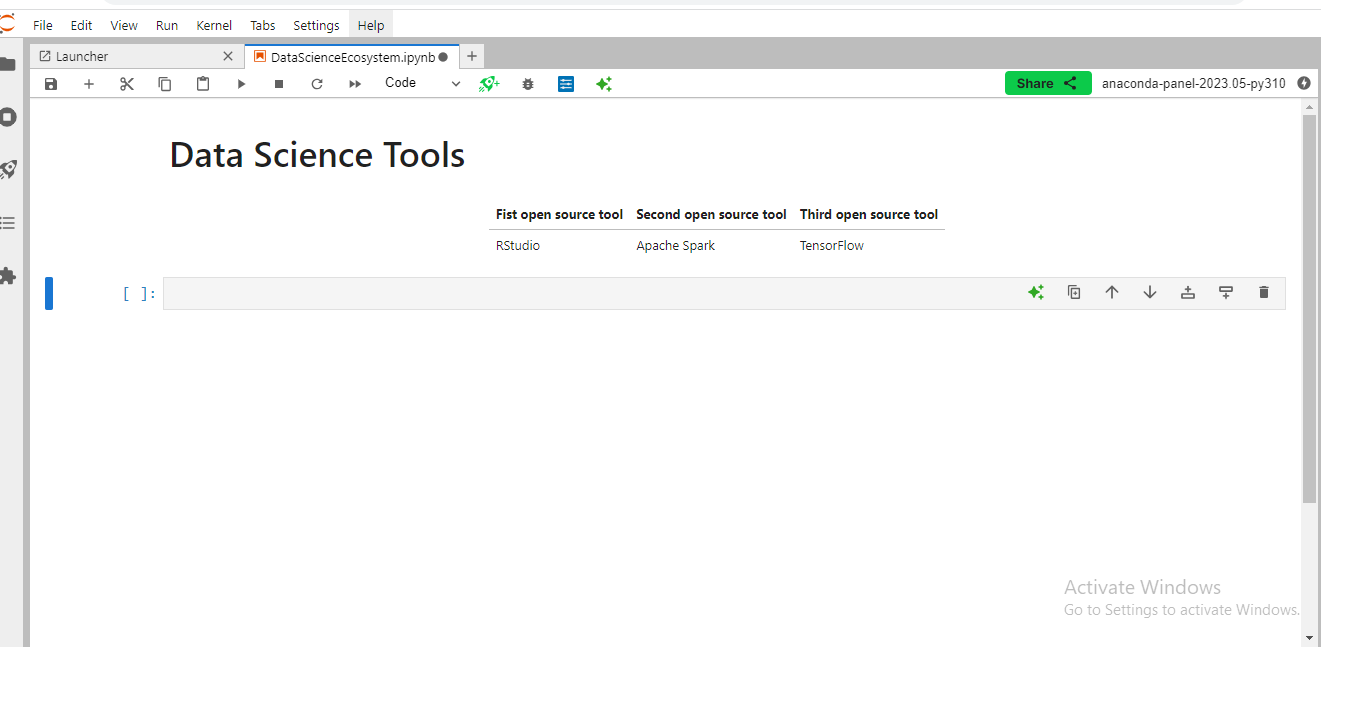 File Edit View Run Kernel Tabs Settings Help
Launcher DataScienceEcosystem.ipynb
Code Share anaconda-panel-2023.05-py310
Data Science Tools
Fist open source tool Second open source tool Third open source tool
RStudio Apache Spark TensorFlow
[ ]:
Activate Windows
Go to Settings to activate Windows.